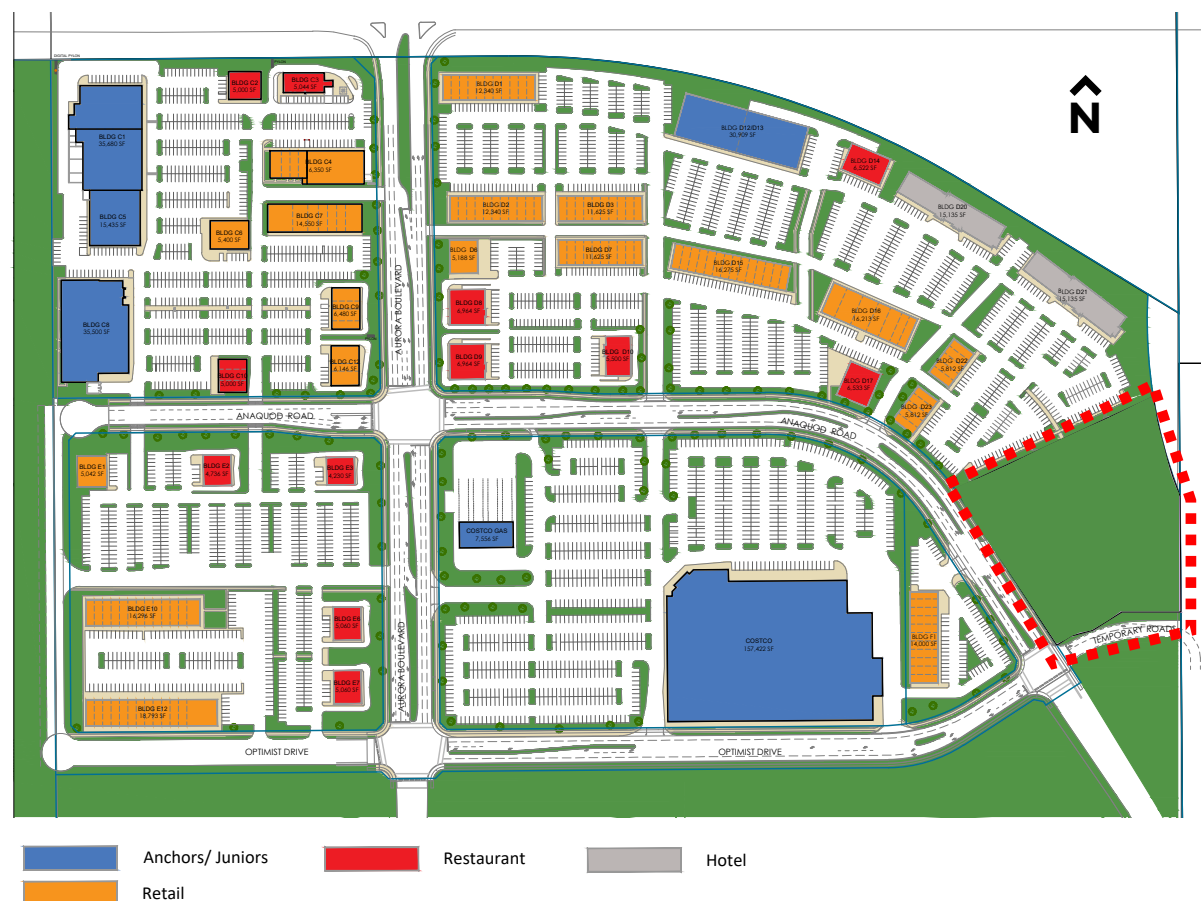 DIGITAL PYLON
N
BLDG C2
5,000 SF
BLDG C3
5,044 SF
BLDG C1
35,680 SF
BLDG C4
6,350 SF
BLDG C5
15,435 SF
BLDG C7
14,550 SF
BLDG C6
5,400 SF
BLDG C8
35,500 SF
BLDG C9
6,480 SF
BLDG C12
6,146 SF
BLDG C10
5,000 SF
BLDG D1
12,340 SF
BLDG D12/D13
30,909 SF
BLDG D14
6,522 SF
BLDG D2
12,340 SF
BLDG D3
11,625 SF
BLDG D20
15,135 SF
BLDG D6
5,188 SF
BLDG D7
11,625 SF
BLDG D15
16,275 SF
BLDG D21
15,135 SF
BLDG D8
6,964 SF
BLDG D16
16,213 SF
BLDG D9
6,964 SF
BLDG D10
5,500 SF
BLDG D22
5,812 SF
BLDG D17
6,533 SF
BLDG D23
5,812 SF
AURORA BOULEVARD
ANAQUOD ROAD
ANAQUOD ROAD
BLDG E1
5,042 SF
BLDG E2
4,736 SF
BLDG E3
4,250 SF
COSTCO GAS
7,556 SF
BLDG E10
16,296 SF
BLDG E6
5,060 SF
BLDG E7
5,060 SF
BLDG E12
18,793 SF
AURORA BOULEVARD
COSTCO
157,422 SF
BLDG F1
14,000 SF
TEMPORARY ROADS
OPTIMIST DRIVE
OPTIMIST DRIVE
Anchors/ Juniors
Restaurant
Hotel
Retail